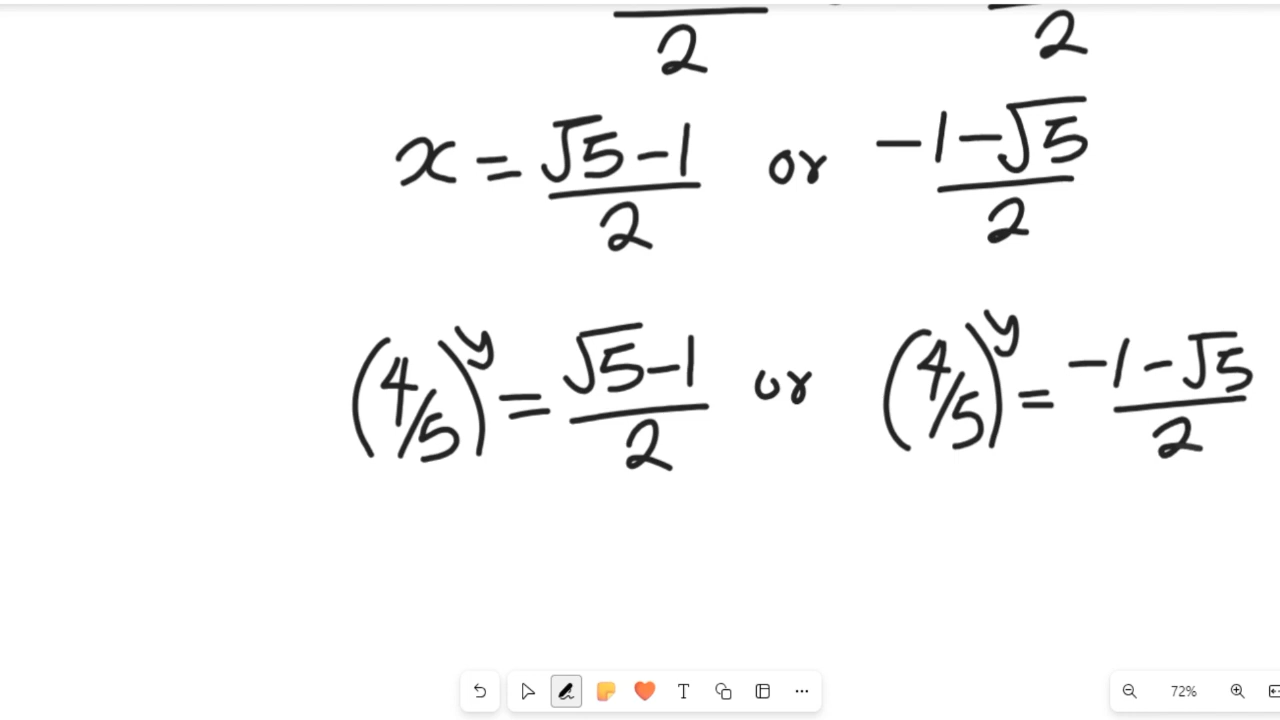 2 2
x = √5-1/2 or -1-√5/2
(4/5)^y = √5-1/2 or (4/5)^y = -1-√5/2
T
72%